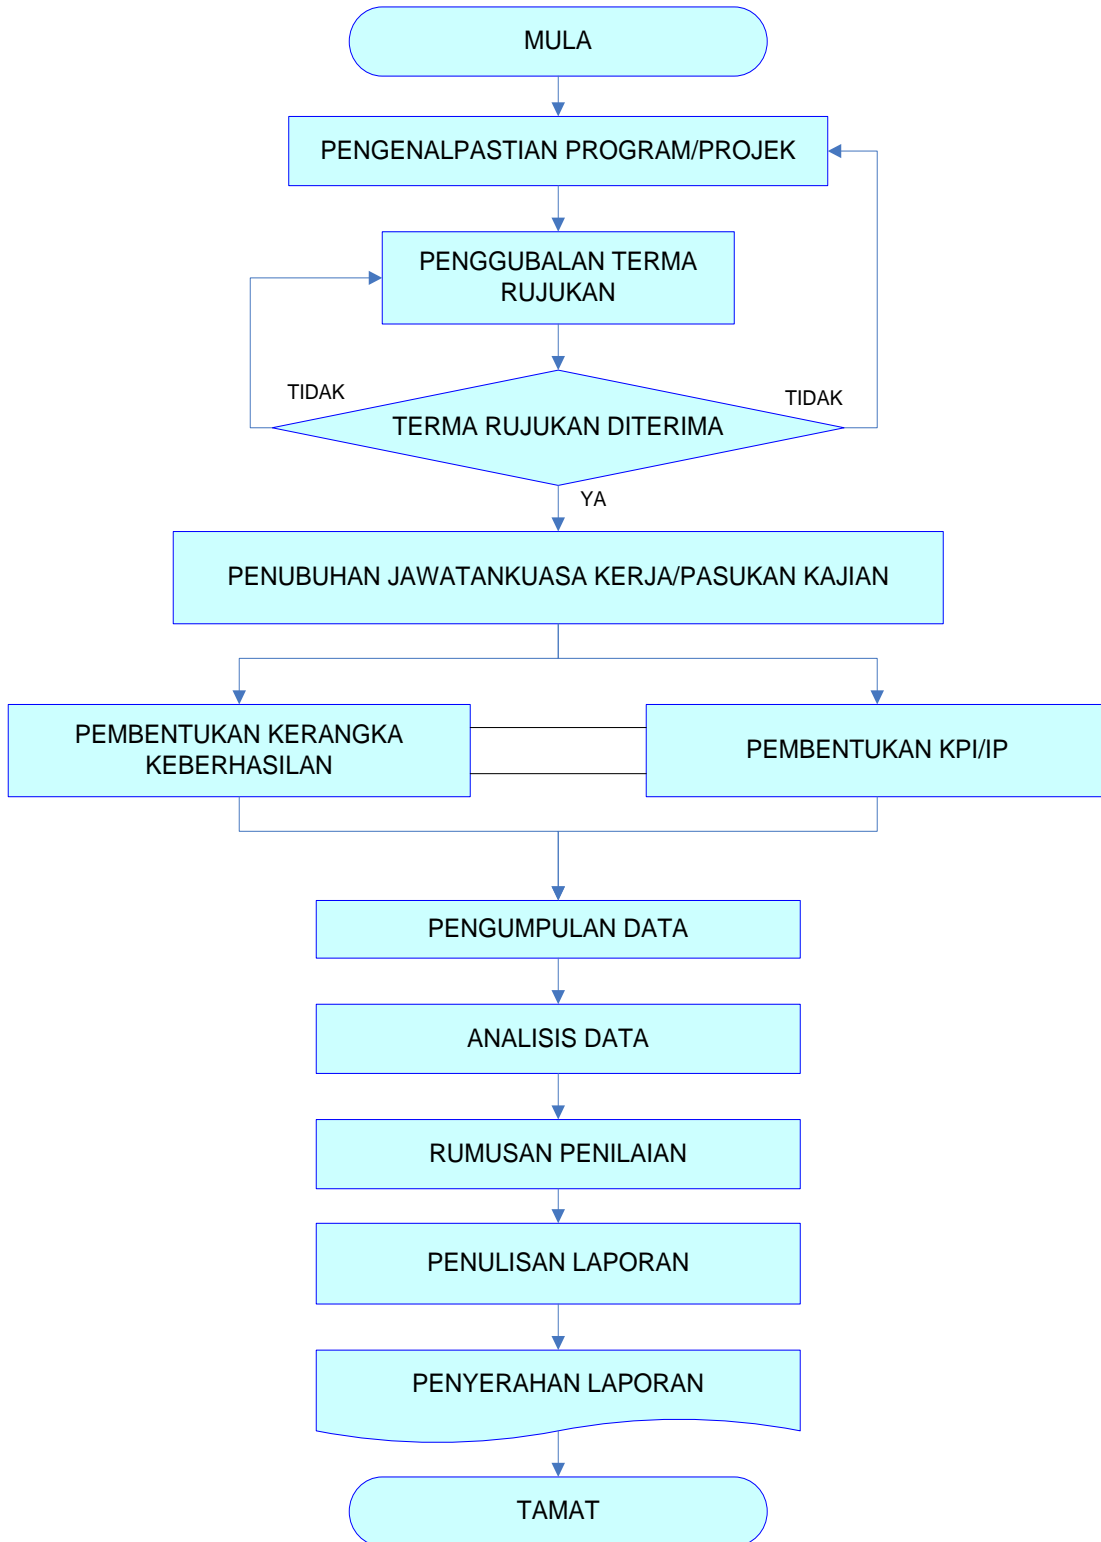 MULA
PENGENALPASTIAN PROGRAM/PROJEK
PENGGUBALAN TERMA
RUJUKAN
TIDAK
TIDAK
TERMA RUJUKAN DITERIMA
YA
PENUBUHAN JAWATANKUASA KERJA/PASUKAN KAJIAN
PEMBENTUKAN KERANGKA
KEBERHASILAN
PEMBENTUKAN KPI/IP
PENGUMPULAN DATA
ANALISIS DATA
RUMUSAN PENILAIAN
PENULISAN LAPORAN
PENYERAHAN LAPORAN
TAMAT